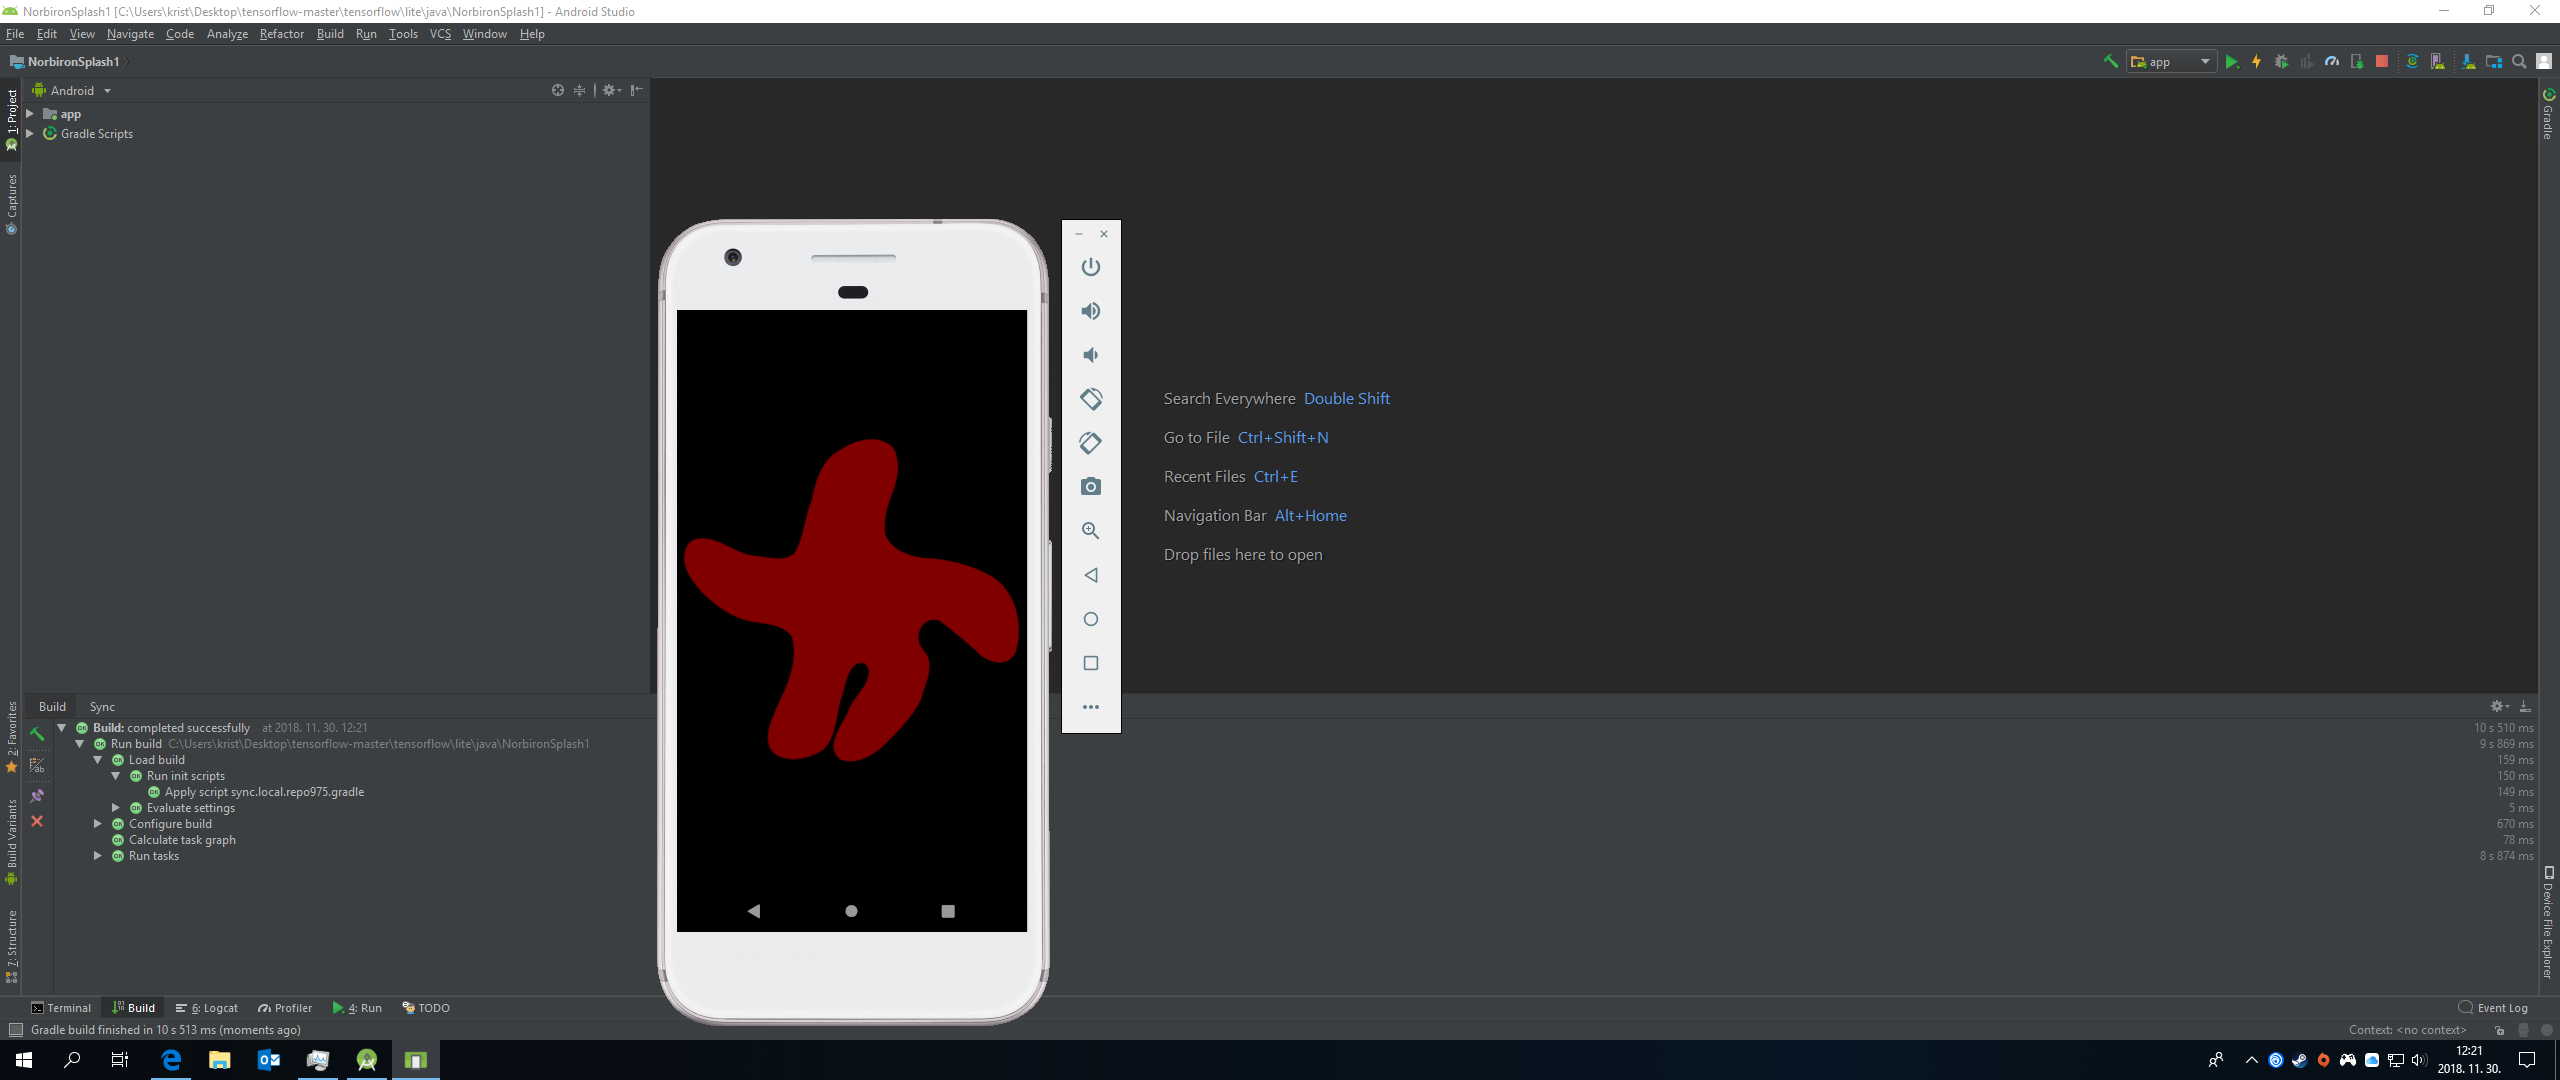 NorbironSplash1 [C:\Users\krist\Desktop\tensorflow-master\tensorflow\lite\java\NorbironSplash1] - Android Studio
File Edit View Navigate Code Analyze Refactor Build Run Tools VCS Window Help
NorbironSplash1
app
Android
app
Gradle Scripts
1: Project
Captures
2: Favorites
Build Variants
7: Structure
Gradle
Device File Explorer
Search Everywhere Double Shift
Go to File Ctrl+Shift+N
Recent Files Ctrl+E
Navigation Bar Alt+Home
Drop files here to open
Build Sync
Build: completed successfully at 2018. 11. 30. 12:21 10 s 510 ms
Run build C:\Users\krist\Desktop\tensorflow-master\tensorflow\lite\java\NorbironSplash1 9 s 869 ms
Load build 159 ms
Run init scripts 150 ms
Apply script sync.local.repo975.gradle 149 ms
Evaluate settings 5 ms
Configure build 670 ms
Calculate task graph 78 ms
Run tasks 8 s 874 ms
Terminal Build 6: Logcat Profiler 4: Run TODO Event Log
Gradle build finished in 10 s 513 ms (moments ago) Context: <no context>
12:21
2018. 11. 30.